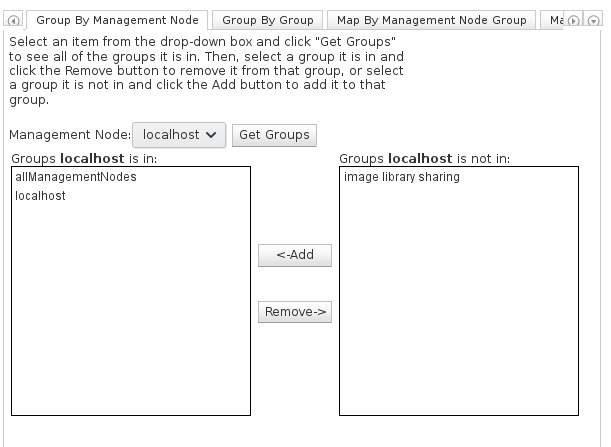 Group By Management Node Group By Group Map By Management Node Group Ma
Select an item from the drop-down box and click "Get Groups"
to see all of the groups it is in. Then, select a group it is in and
click the Remove button to remove it from that group, or select
a group it is not in and click the Add button to add it to that
group.
Management Node: localhost Get Groups
Groups localhost is in: Groups localhost is not in:
allManagementNodes image library sharing
localhost
<-Add
Remove->